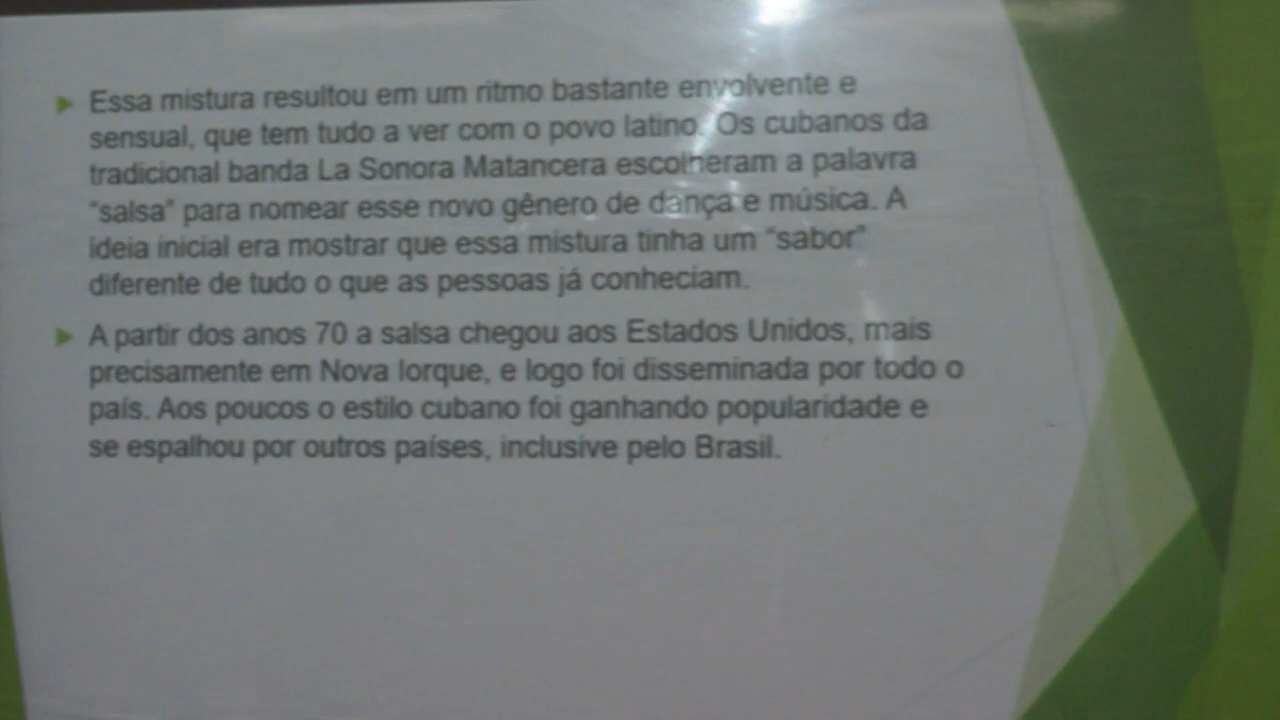 Essa mistura resultou em um ritmo bastante envolvente e
sensual, que tem tudo a ver com o povo latino. Os cubanos da
tradicional banda La Sonora Matancera escolheram a palavra
"salsa" para nomear esse novo gênero de dança e música. A
ideia inicial era mostrar que essa mistura tinha um "sabor"
diferente de tudo o que as pessoas já conheciam.
A partir dos anos 70 a salsa chegou aos Estados Unidos, mais
precisamente em Nova Iorque, e logo foi disseminada por todo o
país. Aos poucos o estilo cubano foi ganhando popularidade e
se espalhou por outros países, inclusive pelo Brasil.